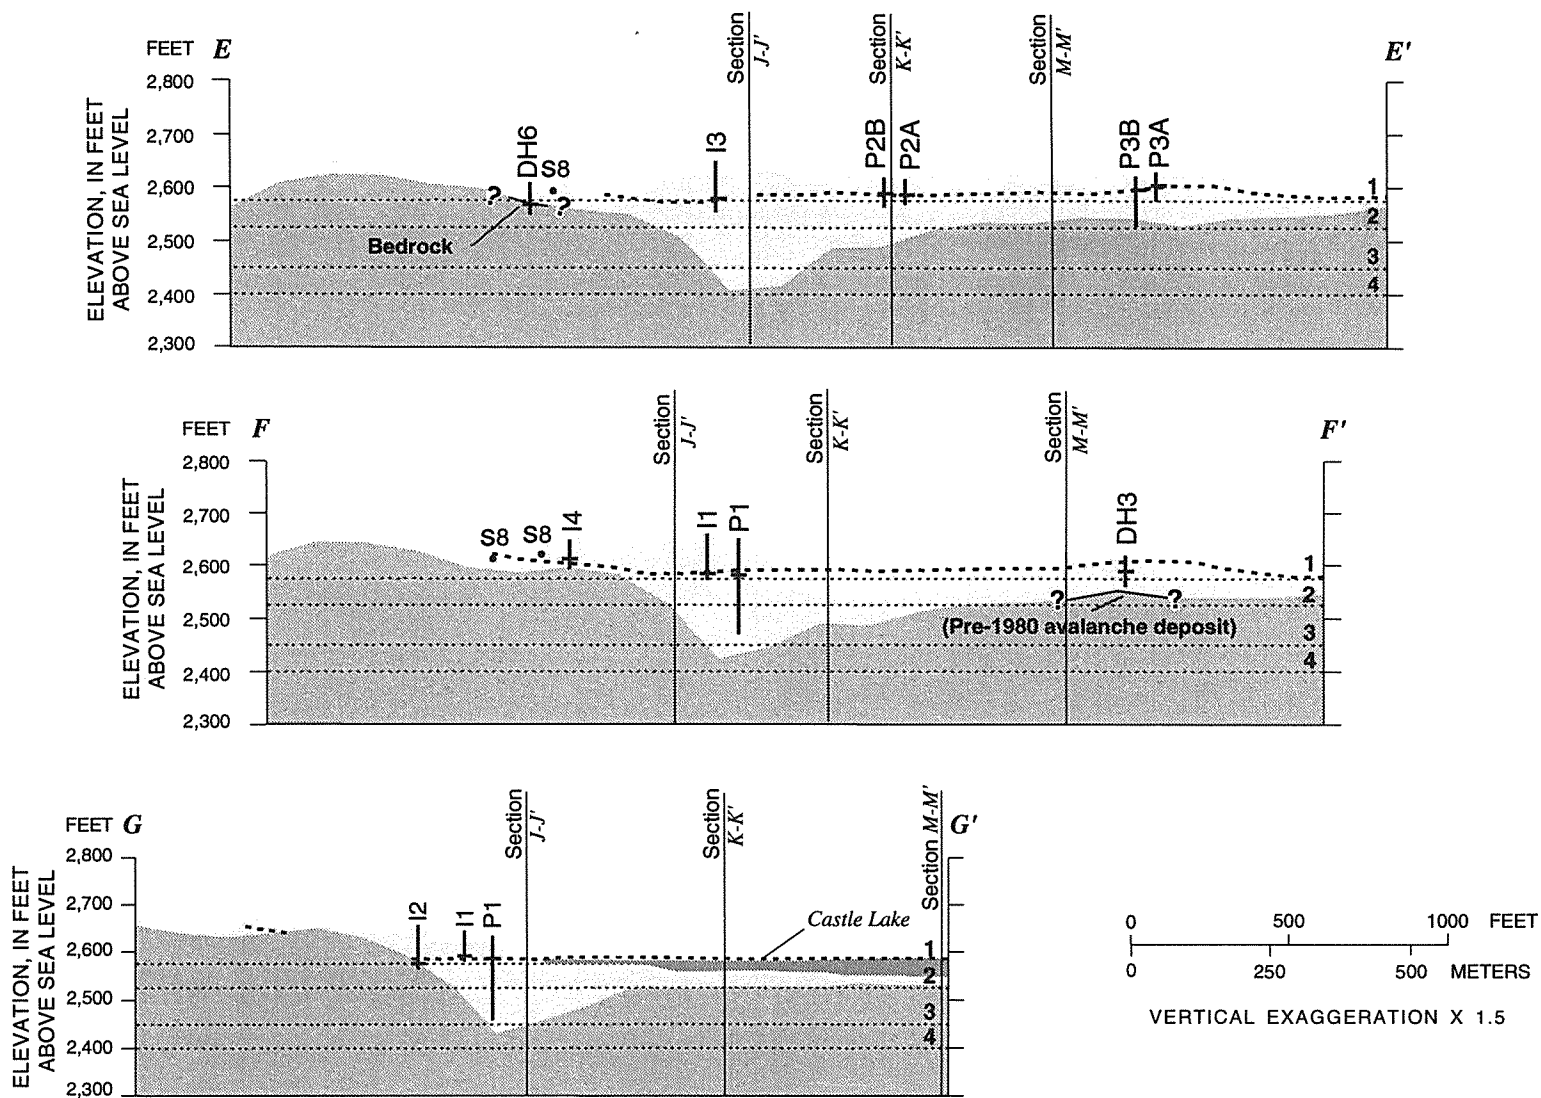 FEET E
E'
Section J-J'
Section K-K'
Section M-M'
ELEVATION, IN FEET
ABOVE SEA LEVEL
2,800
2,700
2,600
2,500
2,400
2,300
?
DH6
S8
?
Bedrock
I3
P2B
P2A
P3B
P3A
1
2
3
4
FEET F
F'
Section J-J'
Section K-K'
Section M-M'
ELEVATION, IN FEET
ABOVE SEA LEVEL
2,800
2,700
2,600
2,500
2,400
2,300
S8
S8
I4
I1
P1
DH3
?
?
(Pre-1980 avalanche deposit)
1
2
3
4
FEET G
G'
Section J-J'
Section K-K'
Section M-M'
ELEVATION, IN FEET
ABOVE SEA LEVEL
2,800
2,700
2,600
2,500
2,400
2,300
I2
I1
P1
Castle Lake
1
2
3
4
0 500 1000 FEET
0 250 500 METERS
VERTICAL EXAGGERATION X 1.5